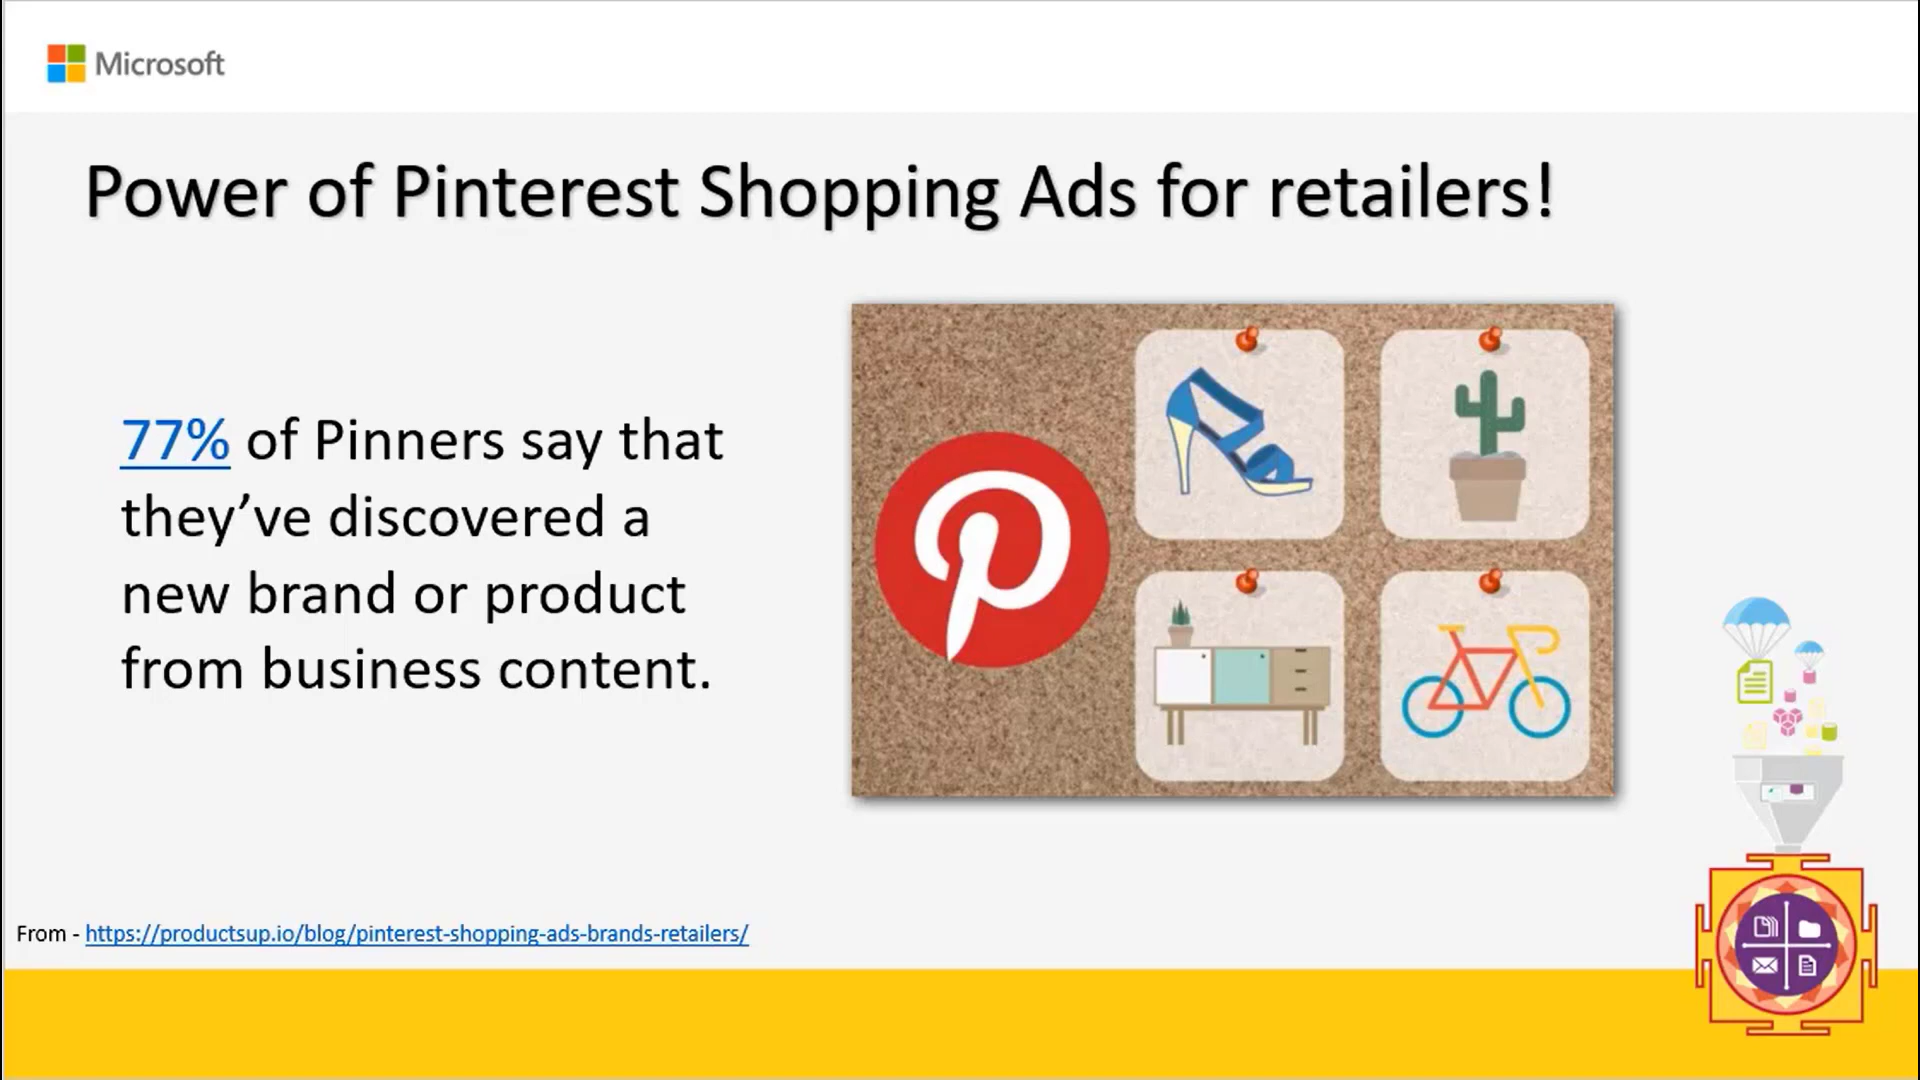 Microsoft
Power of Pinterest Shopping Ads for retailers!
77% of Pinners say that
they’ve discovered a
new brand or product
from business content.
From - https://productsup.io/blog/pinterest-shopping-ads-brands-retailers/